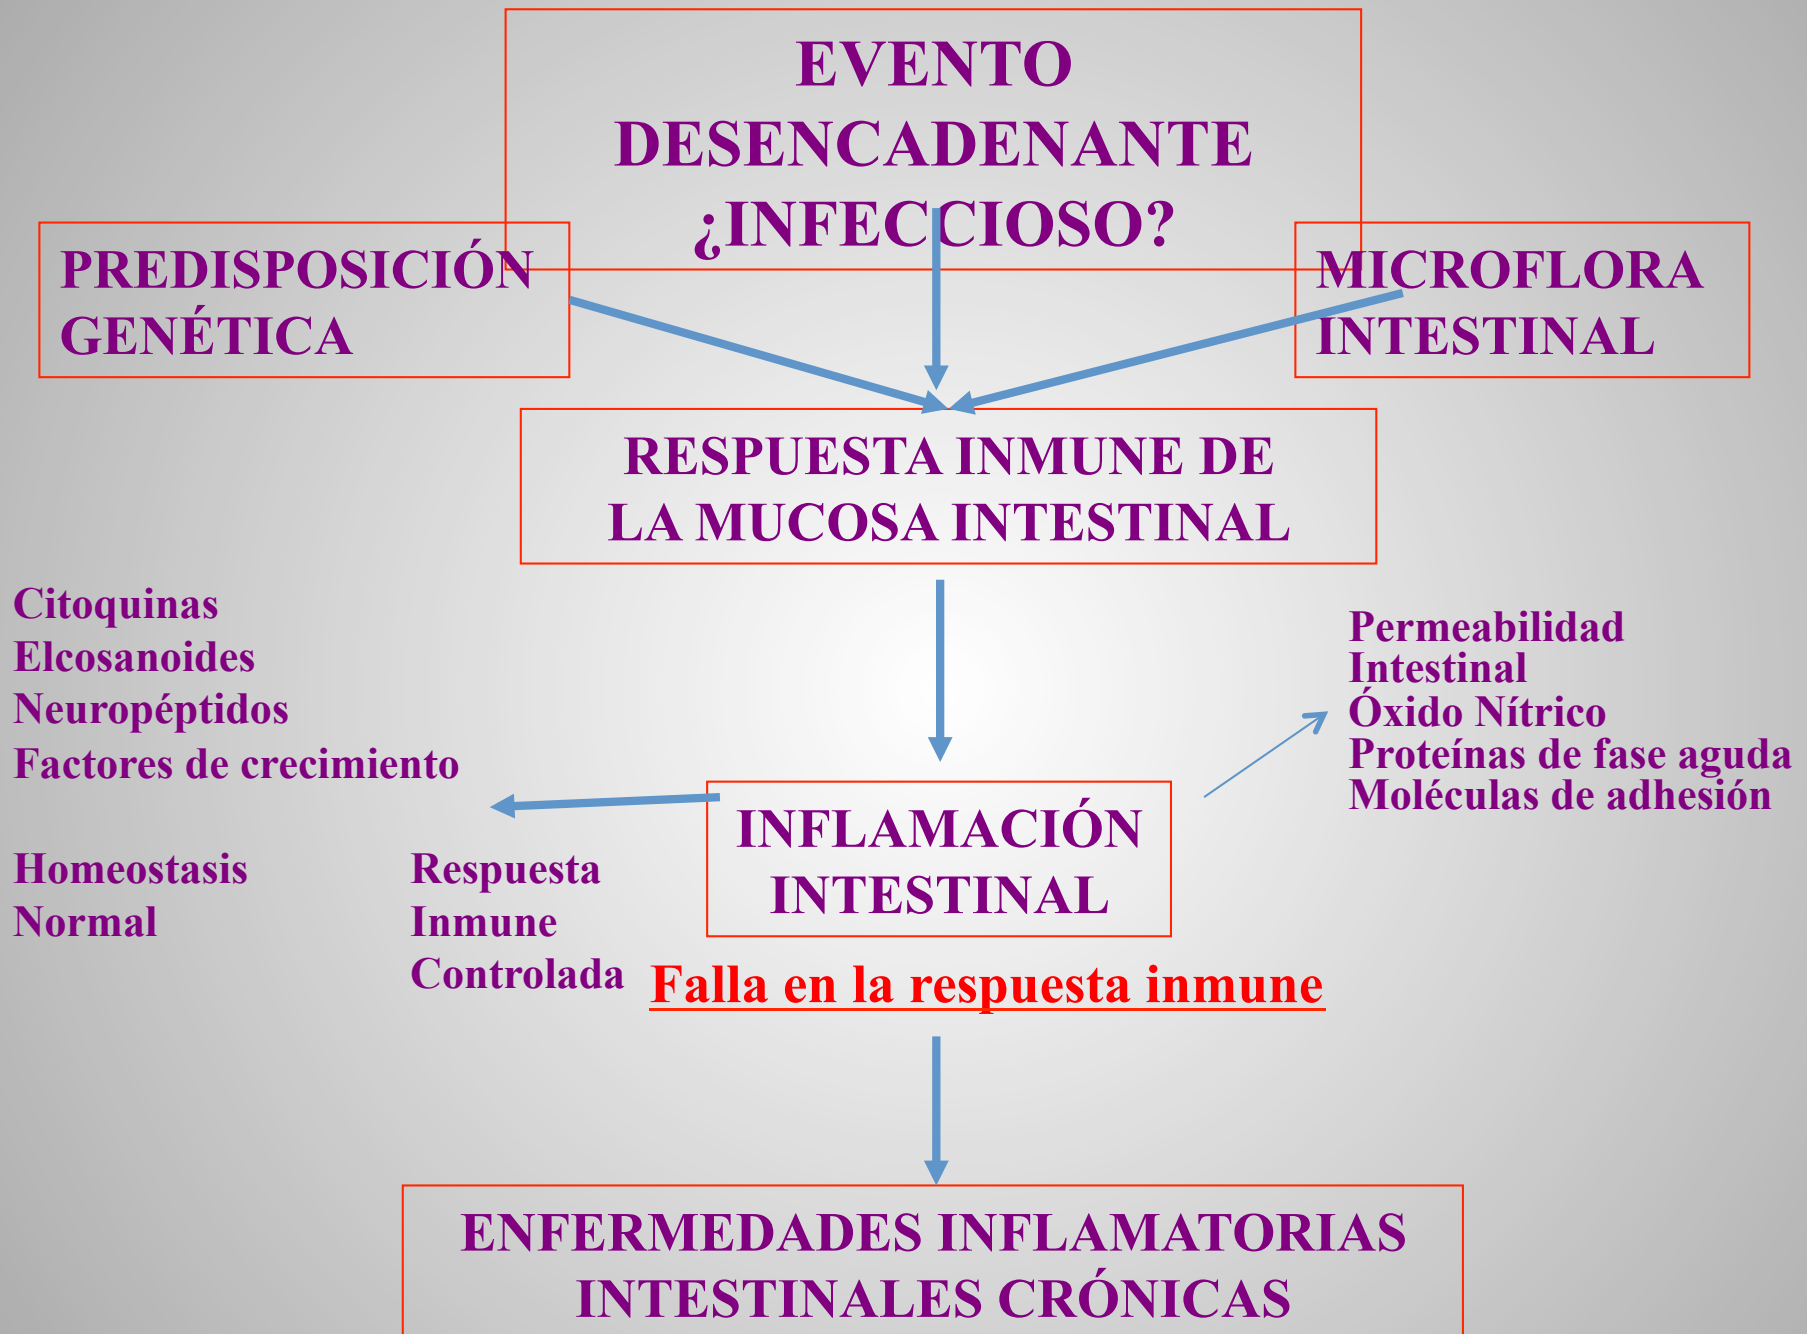 EVENTO
DESENCADENANTE
¿INFECCIOSO?
PREDISPOSICIÓN
GENÉTICA
MICROFLORA
INTESTINAL
RESPUESTA INMUNE DE
LA MUCOSA INTESTINAL
Citoquinas
Elcosanoides
Neuropéptidos
Factores de crecimiento
Permeabilidad
Intestinal
Óxido Nítrico
Proteínas de fase aguda
Moléculas de adhesión
INFLAMACIÓN
INTESTINAL
Homeostasis
Normal
Respuesta
Inmune
Controlada
Falla en la respuesta inmune
ENFERMEDADES INFLAMATORIAS
INTESTINALES CRÓNICAS